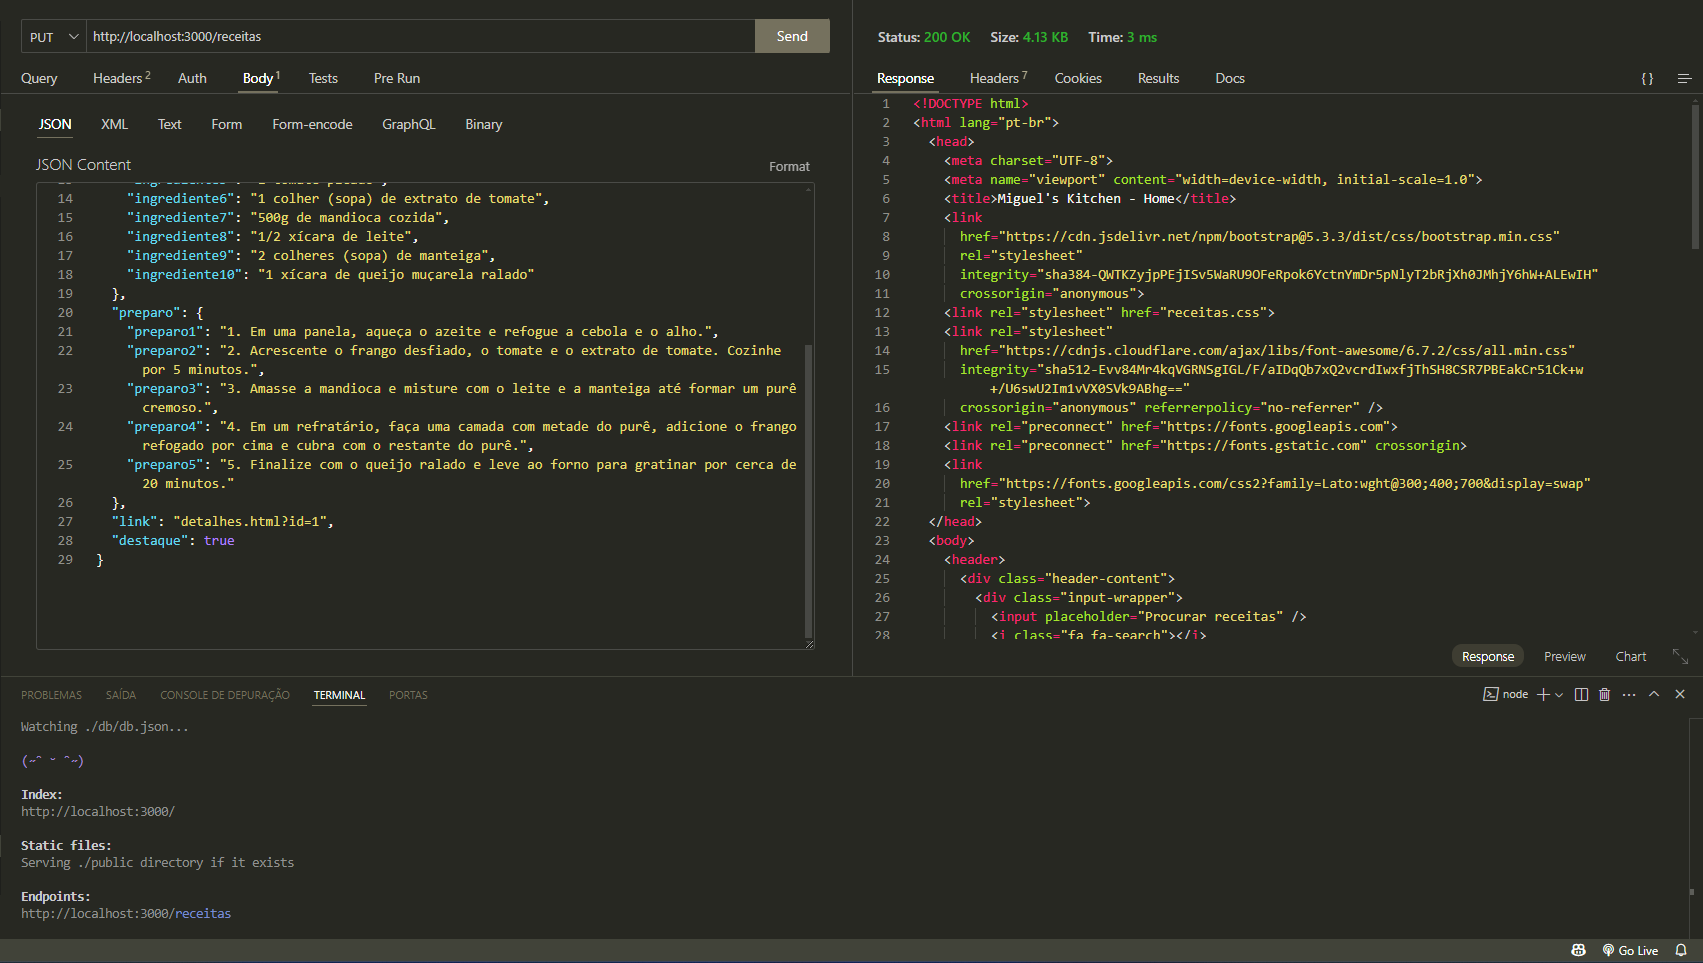 PUT
http://localhost:3000/receitas
Send
Query
Headers 2
Auth
Body 1
Tests
Pre Run
JSON
XML
Text
Form
Form-encode
GraphQL
Binary
JSON Content
Format
14 "ingrediente6": "1 colher (sopa) de extrato de tomate",
15 "ingrediente7": "500g de mandioca cozida",
16 "ingrediente8": "1/2 xícara de leite",
17 "ingrediente9": "2 colheres (sopa) de manteiga",
18 "ingrediente10": "1 xícara de queijo muçarela ralado"
19 },
20 "preparo": {
21 "preparo1": "1. Em uma panela, aqueça o azeite e refogue a cebola e o alho.",
22 "preparo2": "2. Acrescente o frango desfiado, o tomate e o extrato de tomate. Cozinhe
por 5 minutos.",
23 "preparo3": "3. Amasse a mandioca e misture com o leite e a manteiga até formar um purê
cremoso.",
24 "preparo4": "4. Em um refratário, faça uma camada com metade do purê, adicione o frango
refogado por cima e cubra com o restante do purê.",
25 "preparo5": "5. Finalize com o queijo ralado e leve ao forno para gratinar por cerca de
20 minutos."
26 },
27 "link": "detalhes.html?id=1",
28 "destaque": true
29 }
Status: 200 OK
Size: 4.13 KB
Time: 3 ms
Response
Headers 7
Cookies
Results
Docs
{}
1 <!DOCTYPE html>
2 <html lang="pt-br">
3 <head>
4 <meta charset="UTF-8">
5 <meta name="viewport" content="width=device-width, initial-scale=1.0">
6 <title>Miguel's Kitchen - Home</title>
7 <link
8 href="https://cdn.jsdelivr.net/npm/bootstrap@5.3.3/dist/css/bootstrap.min.css"
9 rel="stylesheet"
10 integrity="sha384-QWTKZyjpPEjISv5WaRU9OFeRpok6YctnYmDr5pNlyT2bRjXh0JMhjY6hW+ALEwIH"
11 crossorigin="anonymous">
12 <link rel="stylesheet" href="receitas.css">
13 <link rel="stylesheet"
14 href="https://cdnjs.cloudflare.com/ajax/libs/font-awesome/6.7.2/css/all.min.css"
15 integrity="sha512-Evv84Mr4kqVGRNSgIGL/F/aIDqQb7xQ2vcrdIwxfjThSH8CSR7PBEakCr51Ck+w
+/U6swU2Im1vVX0SVk9ABhg=="
16 crossorigin="anonymous" referrerpolicy="no-referrer" />
17 <link rel="preconnect" href="https://fonts.googleapis.com">
18 <link rel="preconnect" href="https://fonts.gstatic.com" crossorigin>
19 <link
20 href="https://fonts.googleapis.com/css2?family=Lato:wght@300;400;700&display=swap"
21 rel="stylesheet">
22 </head>
23 <body>
24 <header>
25 <div class="header-content">
26 <div class="input-wrapper">
27 <input placeholder="Procurar receitas" />
28 <i class="fa fa-search"></i>
Response
Preview
Chart
PROBLEMAS
SAÍDA
CONSOLE DE DEPURAÇÃO
TERMINAL
PORTAS
node
Watching ./db/db.json...
(˶ᵔ ᵕ ᵔ˶)
Index:
http://localhost:3000/
Static files:
Serving ./public directory if it exists
Endpoints:
http://localhost:3000/receitas
Go Live